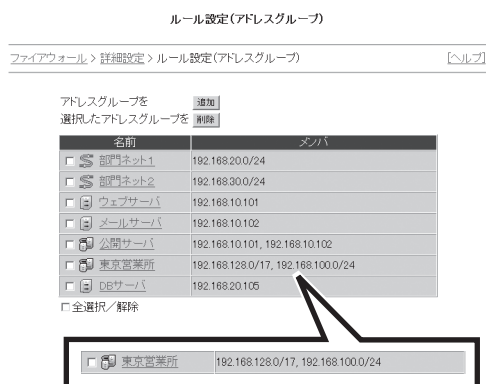 ルール設定(アドレスグループ)
ファイアウォール > 詳細設定 > ルール設定(アドレスグループ) [ヘルプ]
アドレスグループを 追加
選択したアドレスグループを 削除
名前 メンバ
部門ネット1 192.168.20.0/24
部門ネット2 192.168.30.0/24
ウェブサーバ 192.168.10.101
メールサーバ 192.168.10.102
公開サーバ 192.168.10.101, 192.168.10.102
東京営業所 192.168.128.0/17, 192.168.100.0/24
DBサーバ 192.168.20.105
全選択/解除
東京営業所 192.168.128.0/17, 192.168.100.0/24